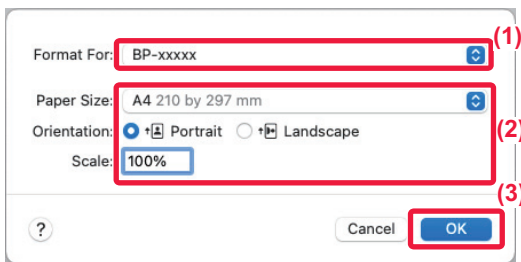 (1)
Format For: BP-xxxxx
Paper Size: A4 210 by 297 mm
Orientation: Portrait Landscape
(2)
Scale: 100%
(3)
? Cancel OK